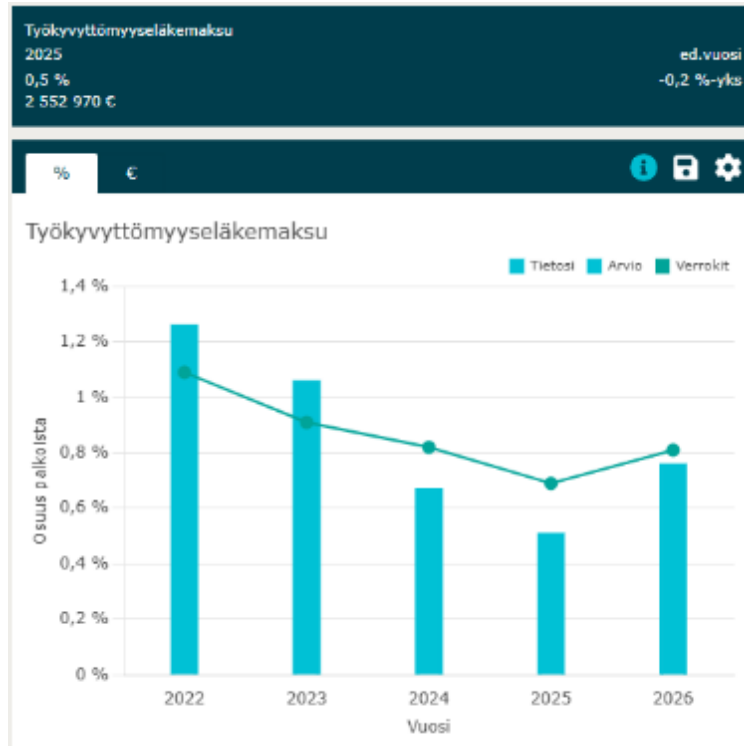 Työkyvyttömyyseläkemaksu
2025 ed.vuosi
0,5 % -0,2 %-yks
2 552 970 €
% €
Työkyvyttömyyseläkemaksu
Tietosi Arvio Verrokit
1,4 %
1,2 %
1 %
0,8 %
0,6 %
0,4 %
0,2 %
0 %
Osuus palkoista
2022 2023 2024 2025 2026
Vuosi